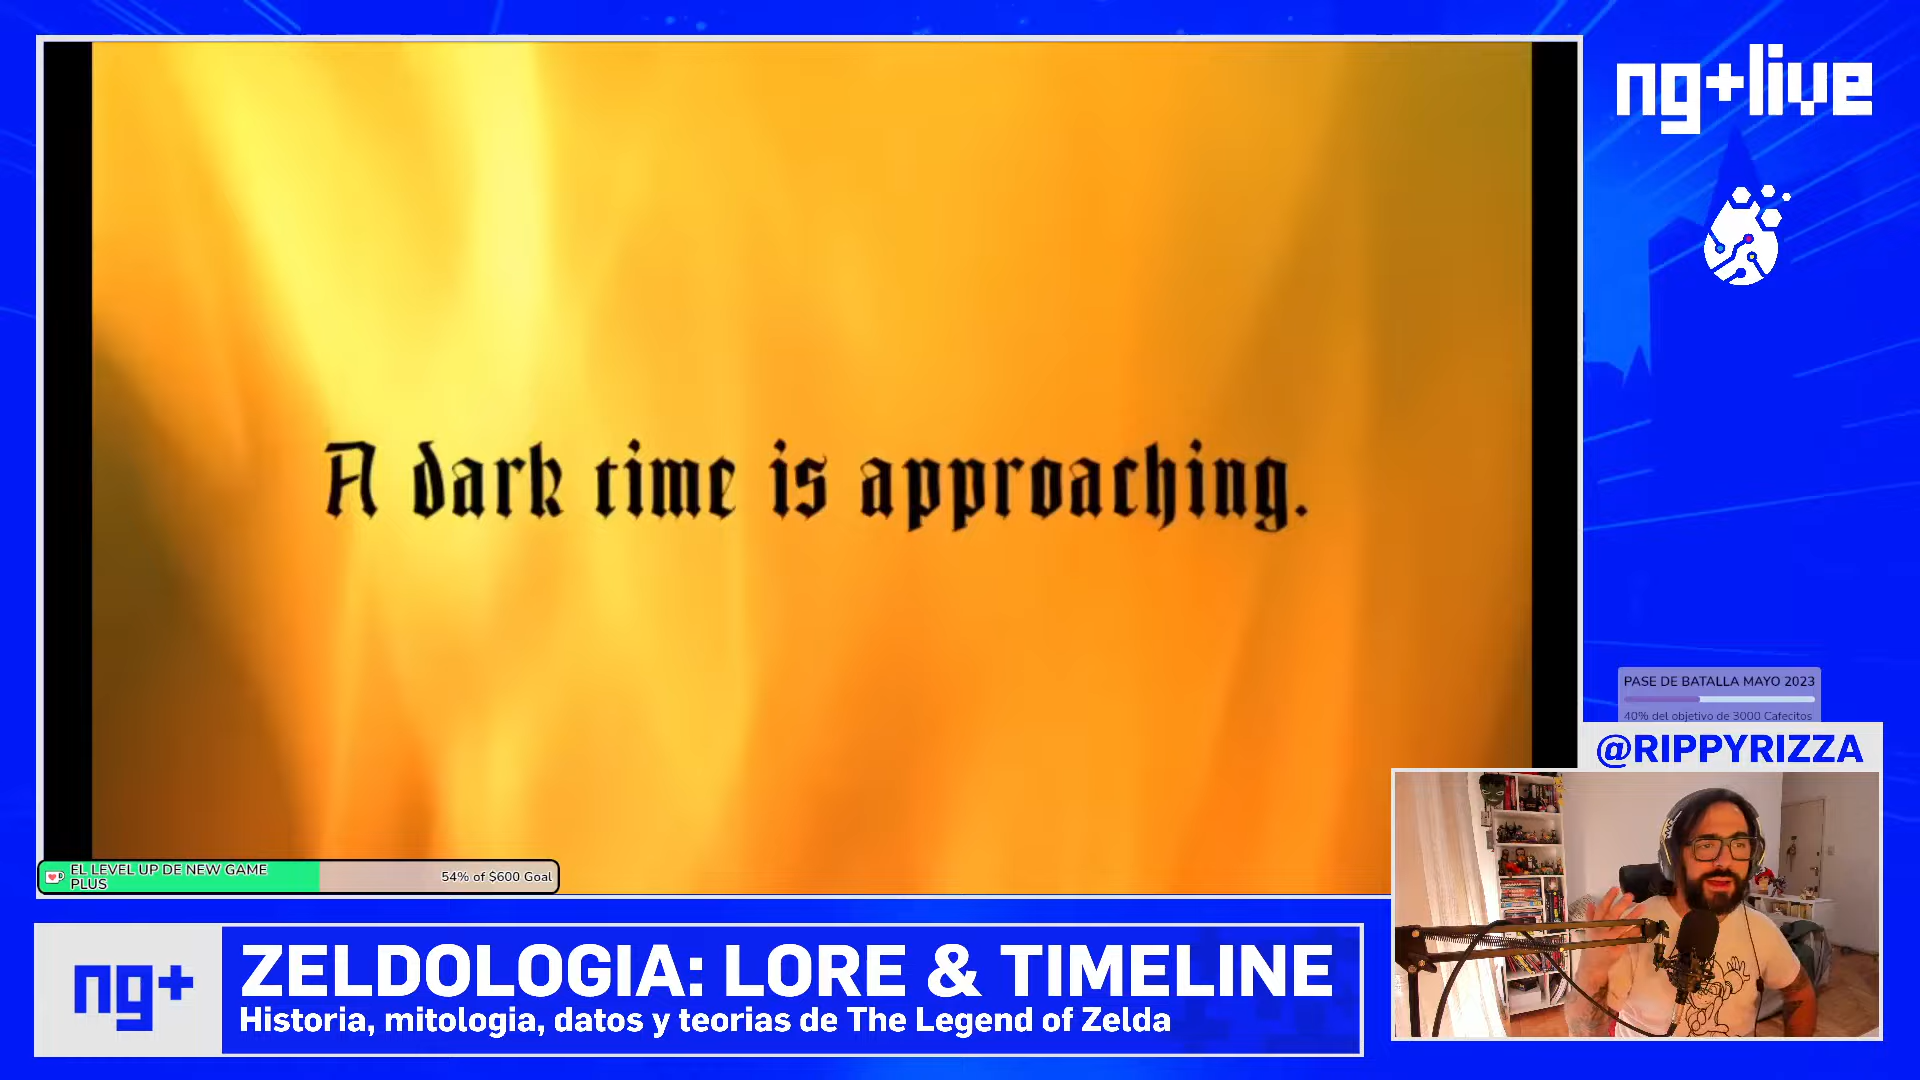 ng+live
A dark time is approaching.
PASE DE BATALLA MAYO 2023
40% del objetivo de 3000 Cafecitos
@RIPPYRIZZA
EL LEVEL UP DE NEW GAME
PLUS
54% of $600 Goal
ng+
ZELDOLOGIA: LORE & TIMELINE
Historia, mitologia, datos y teorias de The Legend of Zelda